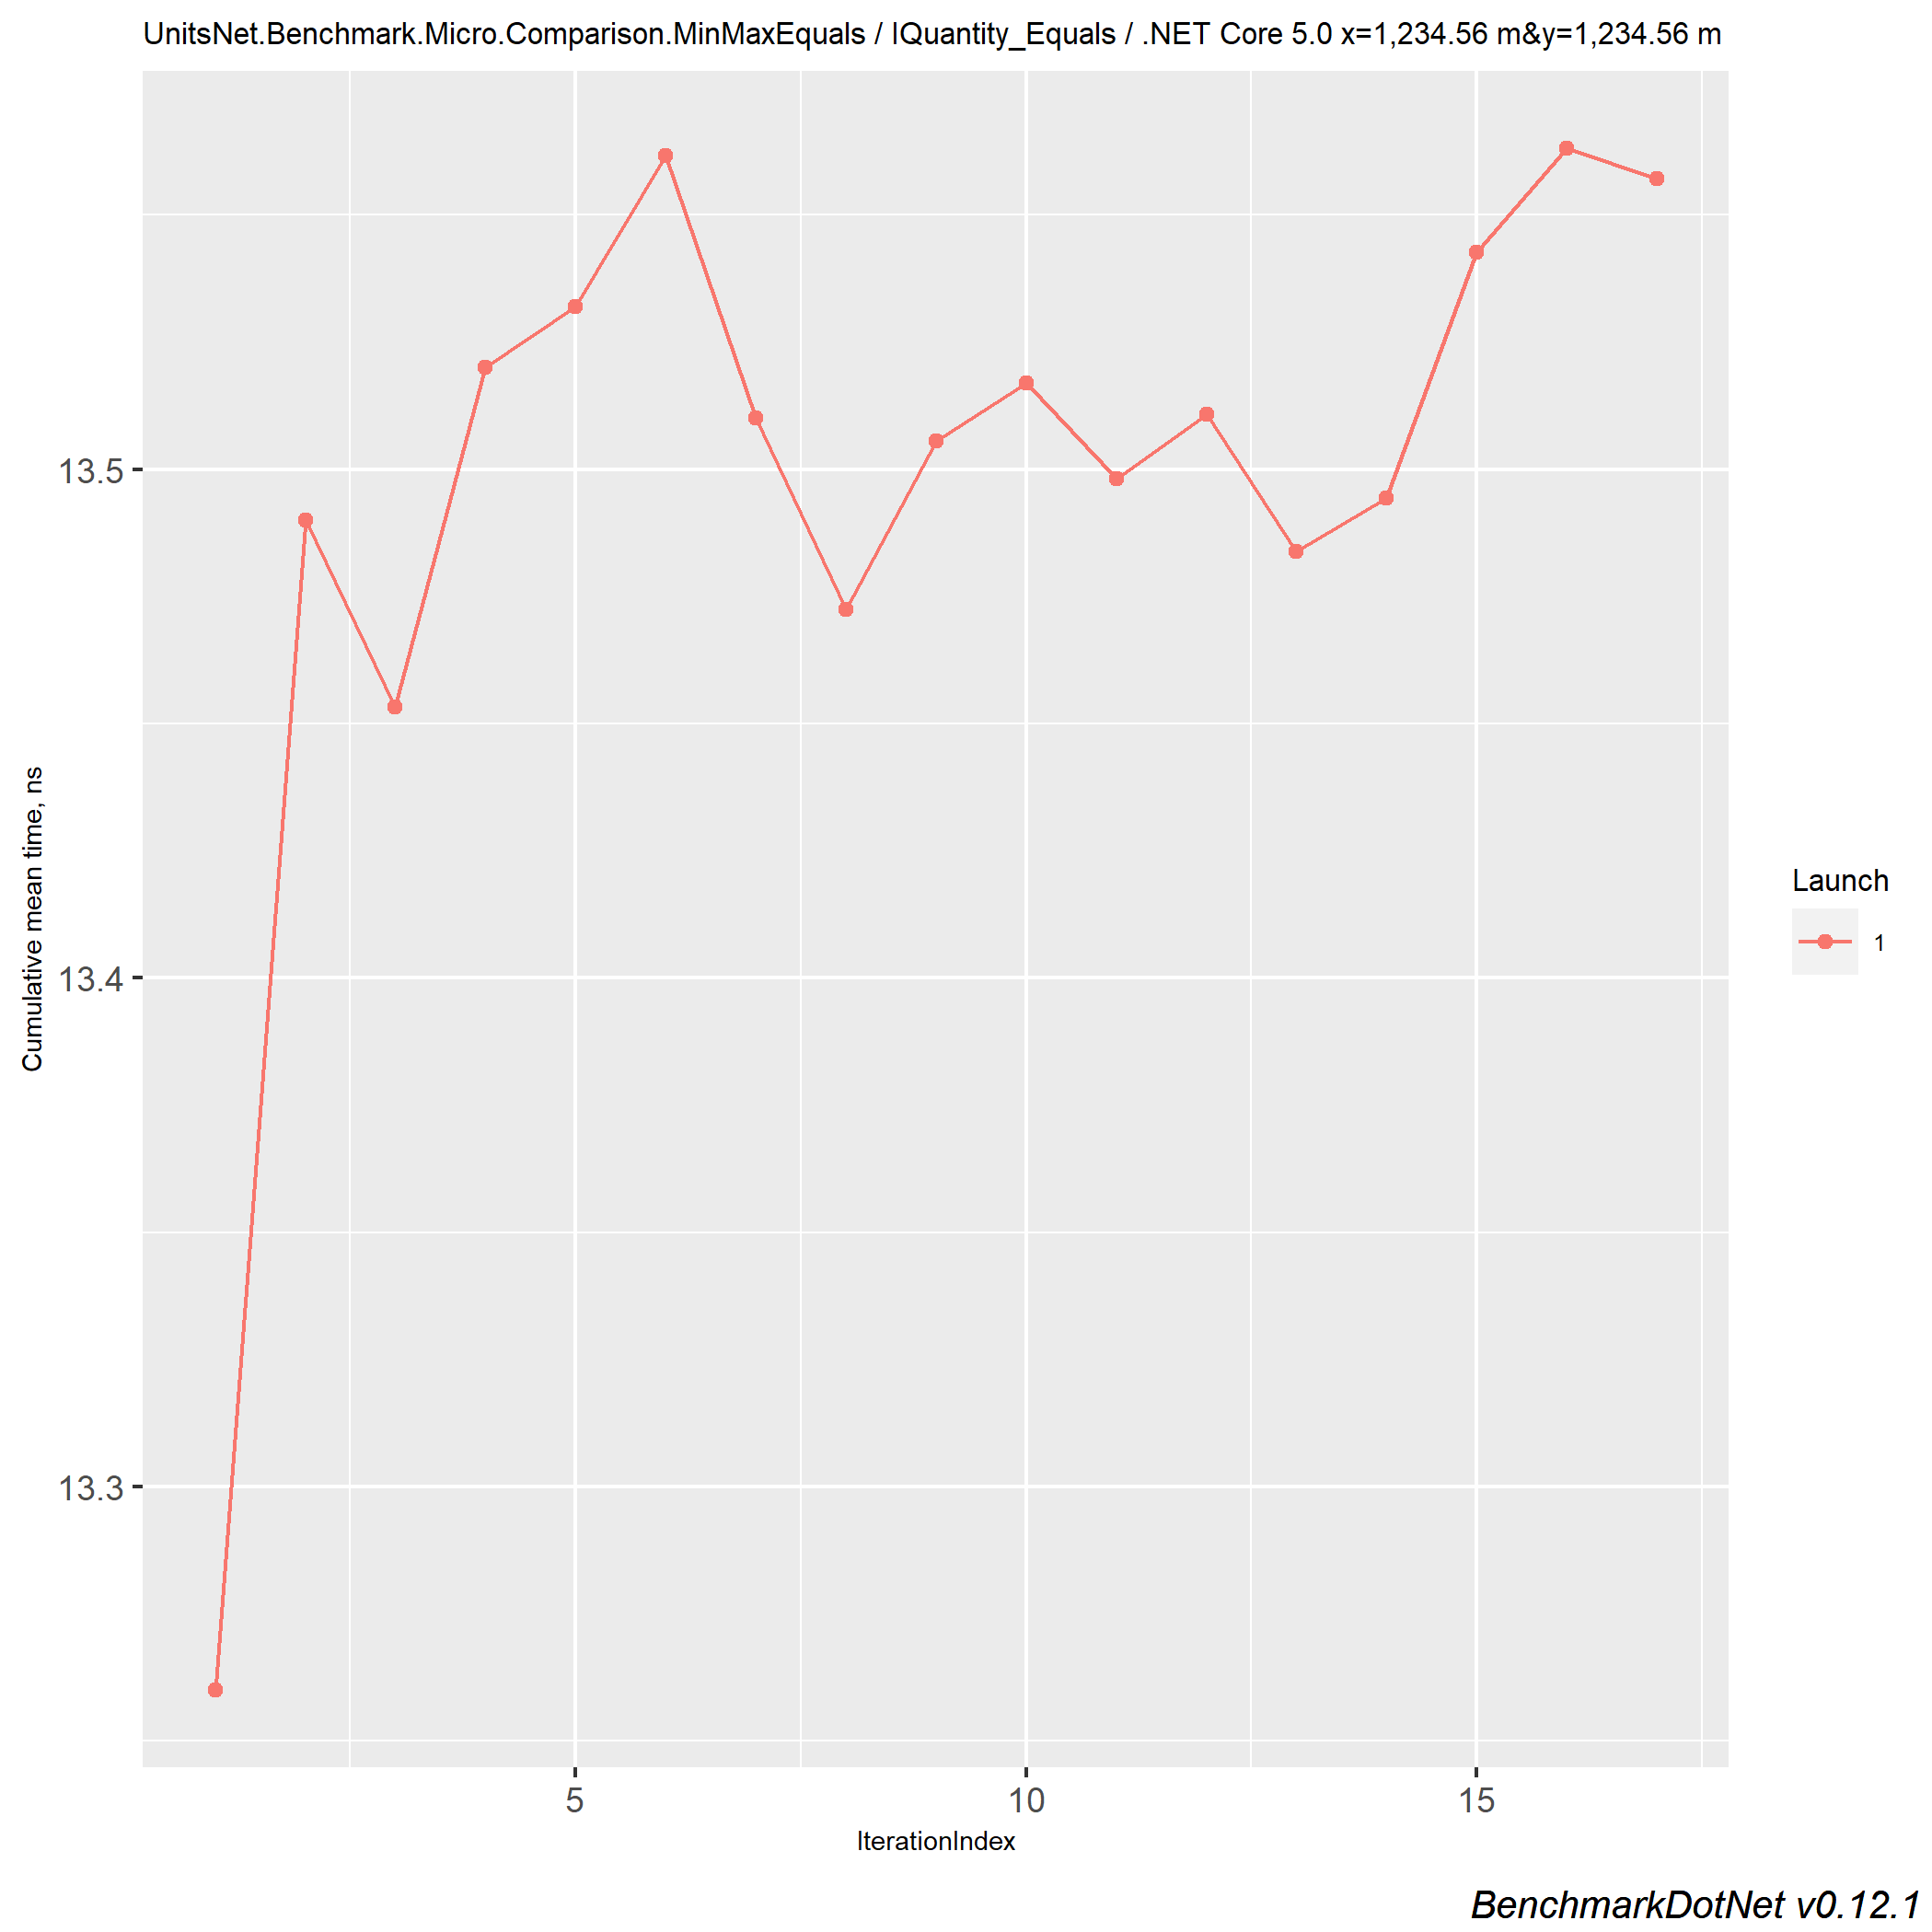 UnitsNet.Benchmark.Micro.Comparison.MinMaxEquals / IQuantity_Equals / .NET Core 5.0 x=1,234.56 m&y=1,234.56 m
Cumulative mean time, ns
13.5
13.4
13.3
5
10
15
IterationIndex
Launch
1
BenchmarkDotNet v0.12.1